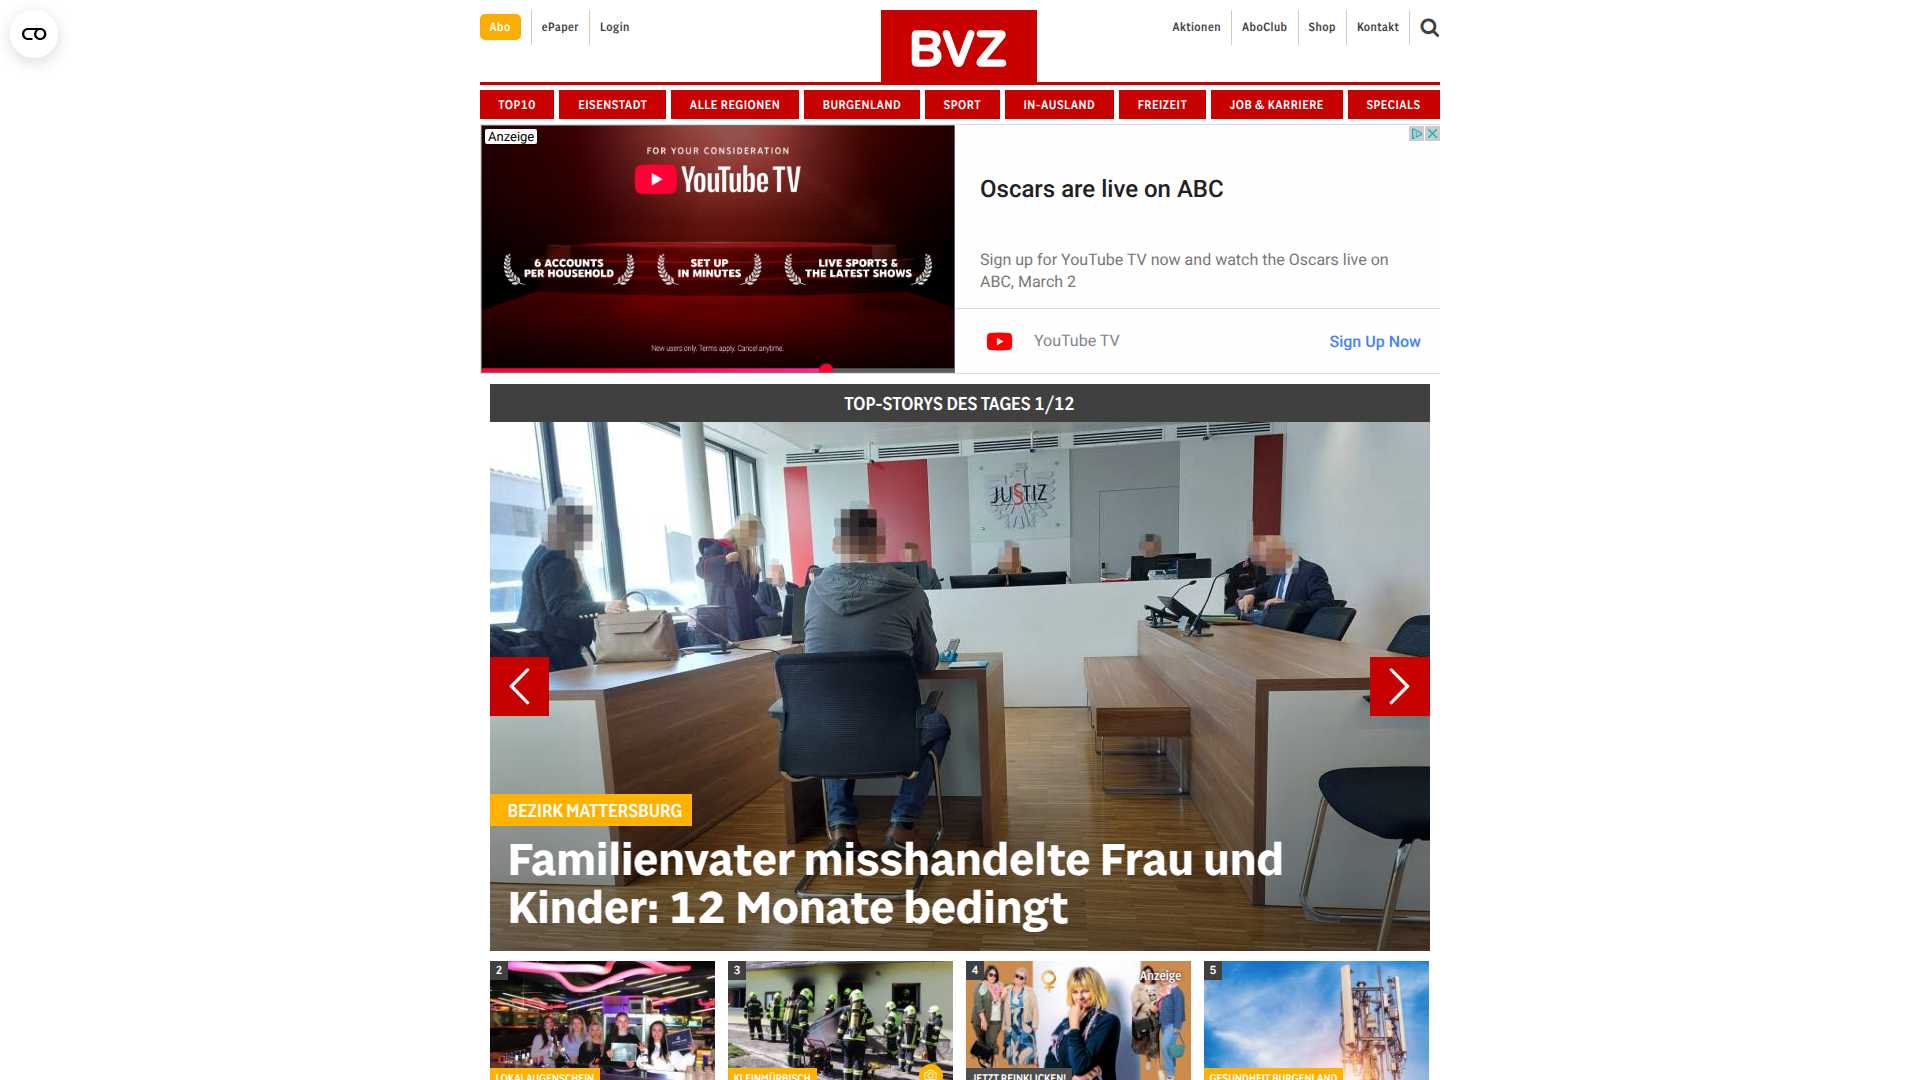 Abo
ePaper
Login
BVZ
Aktionen
AboClub
Shop
Kontakt
TOP10
EISENSTADT
ALLE REGIONEN
BURGENLAND
SPORT
IN-AUSLAND
FREIZEIT
JOB & KARRIERE
SPECIALS
Anzeige
FOR YOUR CONSIDERATION
YouTube TV
6 ACCOUNTS
PER HOUSEHOLD
SET UP
IN MINUTES
LIVE SPORTS &
THE LATEST SHOWS
New users only. Terms apply. Cancel anytime.
Oscars are live on ABC
Sign up for YouTube TV now and watch the Oscars live on
ABC, March 2
YouTube TV
Sign Up Now
TOP-STORYS DES TAGES 1/12
JUSTIZ
BEZIRK MATTERSBURG
Familienvater misshandelte Frau und
Kinder: 12 Monate bedingt
2
LOKALAUGENSCHEIN
3
KLEINMÜRBISCH
4
Anzeige
JETZT REINKLICKEN!
5
GESUNDHEIT BURGENLAND